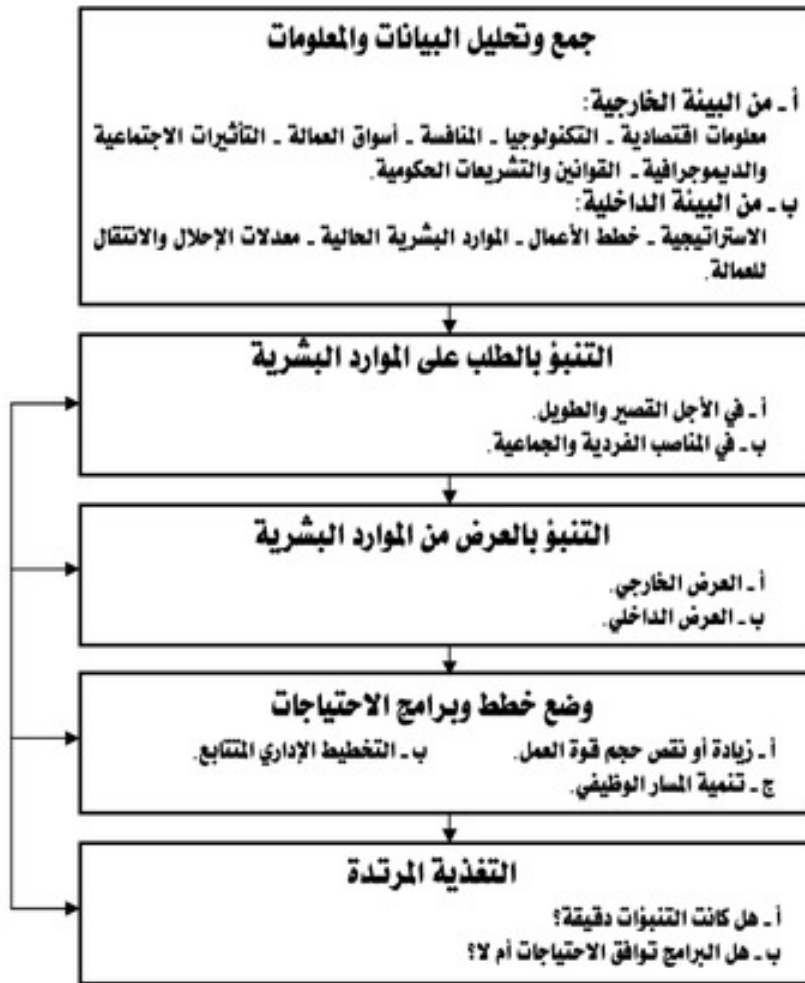 جمع وتحليل البيانات والمعلومات
أ ـ من البيئة الخارجية:
معلومات اقتصادية ـ التكنولوجيا ـ المنافسة ـ أسواق العمالة ـ التأثيرات الاجتماعية
والديموجرافية ـ القوانين والتشريعات الحكومية.
ب ـ من البيئة الداخلية:
الاستراتيجية ـ خطط الأعمال ـ الموارد البشرية الحالية ـ معدلات الإحلال والانتقال
للعمالة.
التنبؤ بالطلب على الموارد البشرية
أ ـ في الأجل القصير والطويل.
ب ـ في المناصب الفردية والجماعية.
التنبؤ بالعرض من الموارد البشرية
أ ـ العرض الخارجي.
ب ـ العرض الداخلي.
وضع خطط وبرامج الاحتياجات
أ ـ زيادة أو نقص حجم قوة العمل. ب ـ التخطيط الإداري المتتابع.
ج ـ تنمية المسار الوظيفي.
التغذية المرتدة
أ ـ هل كانت التنبؤات دقيقة؟
ب ـ هل البرامج توافق الاحتياجات أم لا؟